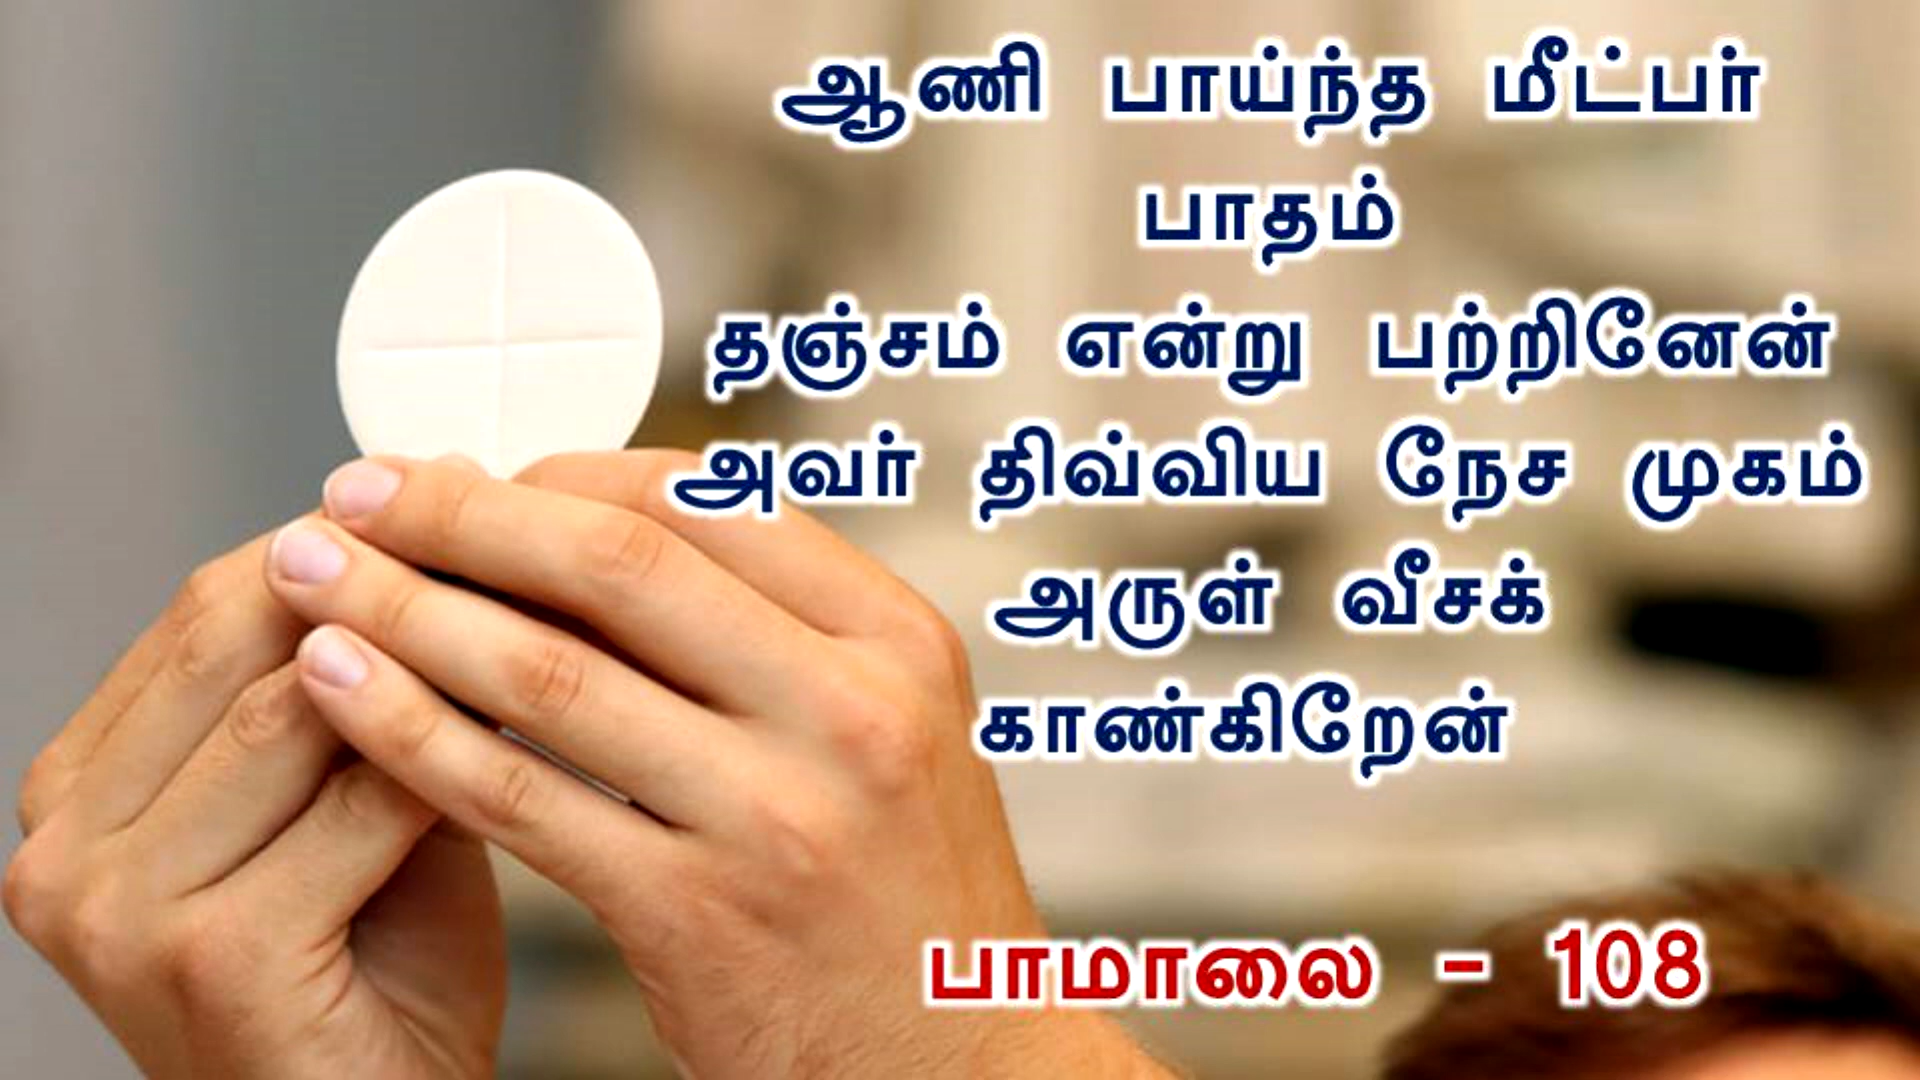 ஆணி பாய்ந்த மீட்பர்
பாதம்
தஞ்சம் என்று பற்றினேன்
அவர் திவ்விய நேச முகம்
அருள் வீசக்
காண்கிறேன்
பாமாலை - 108